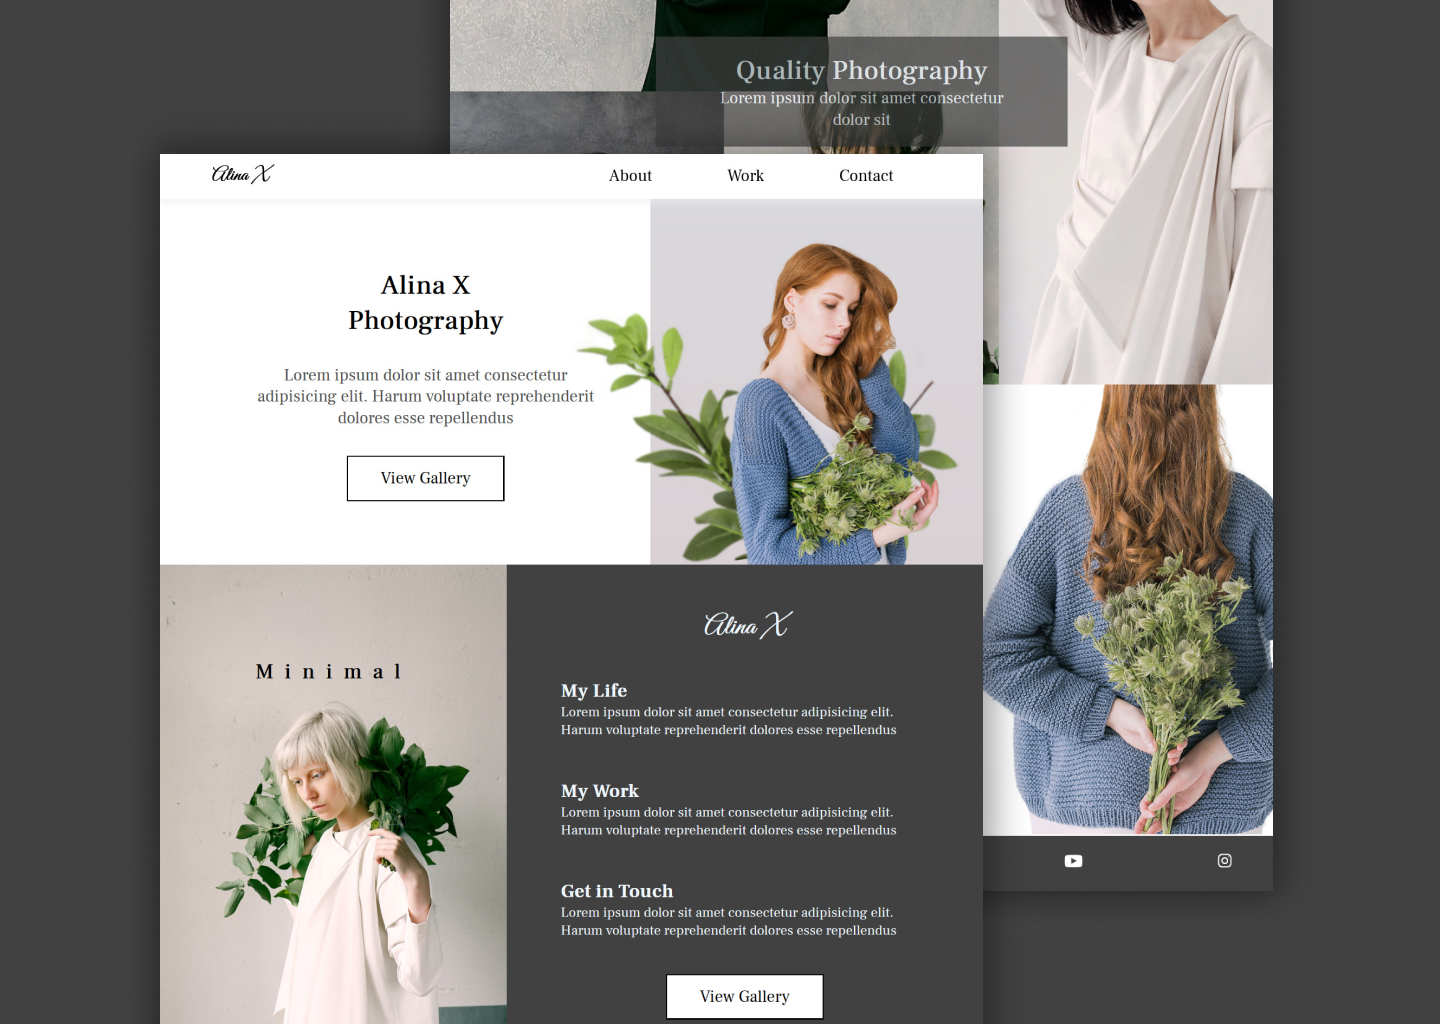 Quality Photography
Lorem ipsum dolor sit amet consectetur
dolor sit
Alina X
About
Work
Contact
Alina X
Photography
Lorem ipsum dolor sit amet consectetur
adipisicing elit. Harum voluptate reprehenderit
dolores esse repellendus
View Gallery
Minimal
Alina X
My Life
Lorem ipsum dolor sit amet consectetur adipisicing elit.
Harum voluptate reprehenderit dolores esse repellendus
My Work
Lorem ipsum dolor sit amet consectetur adipisicing elit.
Harum voluptate reprehenderit dolores esse repellendus
Get in Touch
Lorem ipsum dolor sit amet consectetur adipisicing elit.
Harum voluptate reprehenderit dolores esse repellendus
View Gallery